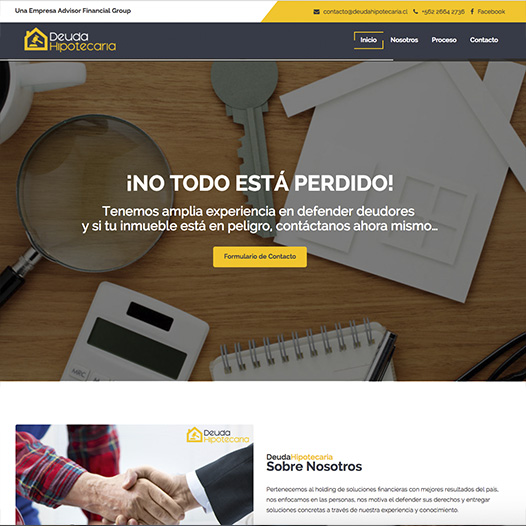 Una Empresa Advisor Financial Group
contacto@deudahipotecaria.cl +562 2664 2736 Facebook
Deuda
Hipotecaria
Inicio Nosotros Proceso Contacto
¡NO TODO ESTÁ PERDIDO!
Tenemos amplia experiencia en defender deudores
y si tu inmueble está en peligro, contáctanos ahora mismo...
Formulario de Contacto
MRC
Deuda
Hipotecaria
DeudaHipotecaria
Sobre Nosotros
Pertenecemos al holding de soluciones financieras con mejores resultados del país,
nos enfocamos en las personas, nos motiva el defender sus derechos y entregar
soluciones concretas a través de nuestra experiencia y conocimiento.